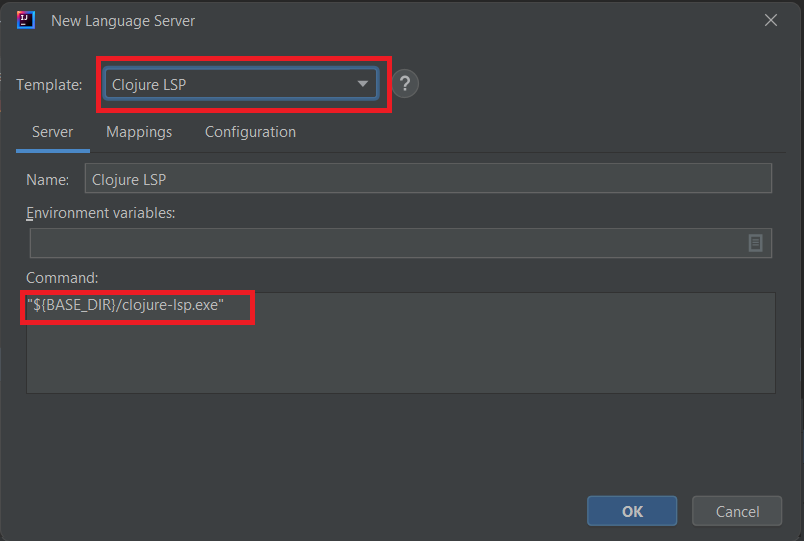 IJ New Language Server
Template: Clojure LSP ?
Server Mappings Configuration
Name: Clojure LSP
Environment variables:
Command:
"${BASE_DIR}/clojure-lsp.exe"
OK Cancel